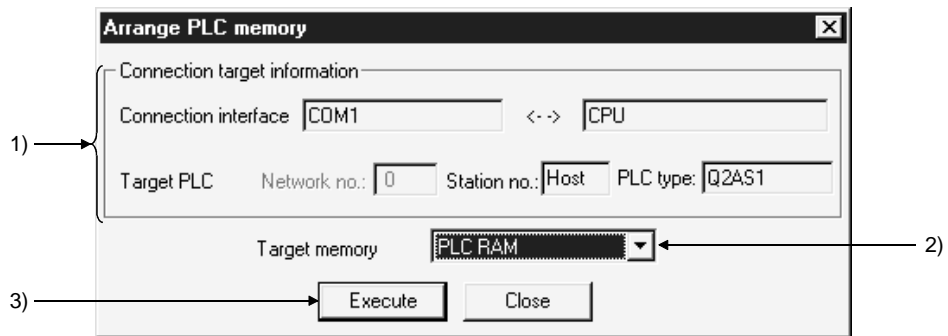 Arrange PLC memory
Connection target information
1)
Connection interface COM1 <--> CPU
Target PLC Network no.: 0 Station no.: Host PLC type: Q2AS1
Target memory PLC RAM 2)
3) Execute Close